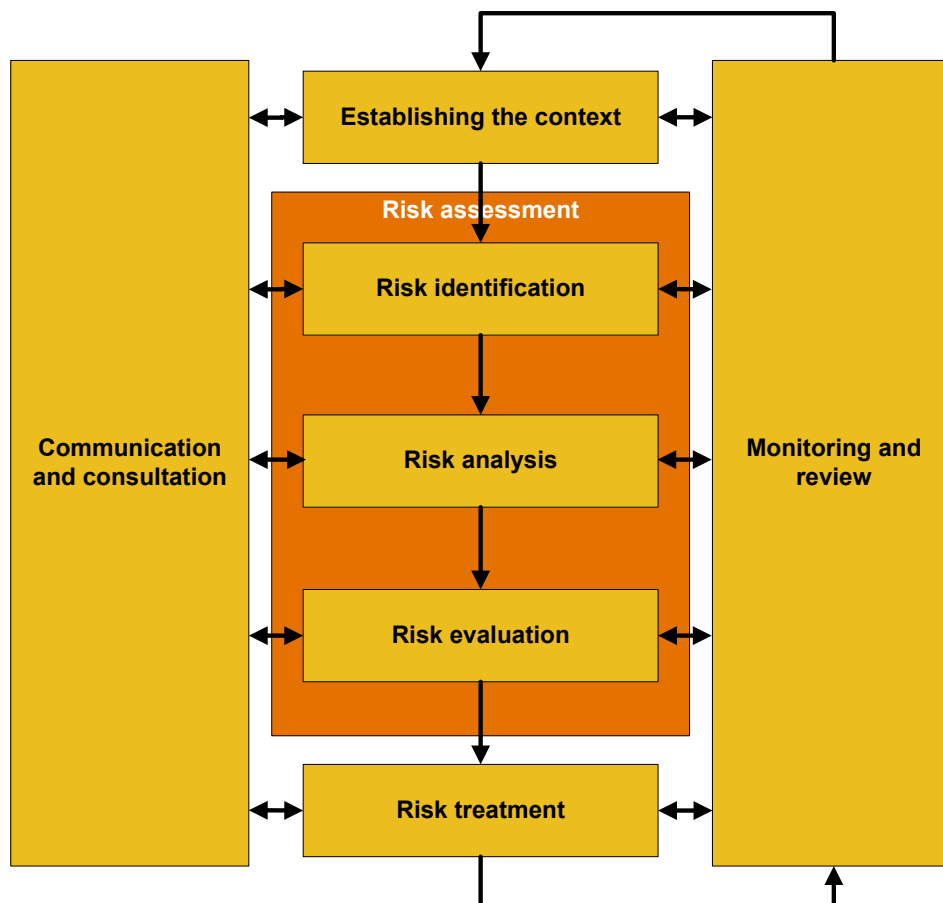 Establishing the context
Risk assessment
Risk identification
Communication
and consultation
Risk analysis
Monitoring and
review
Risk evaluation
Risk treatment